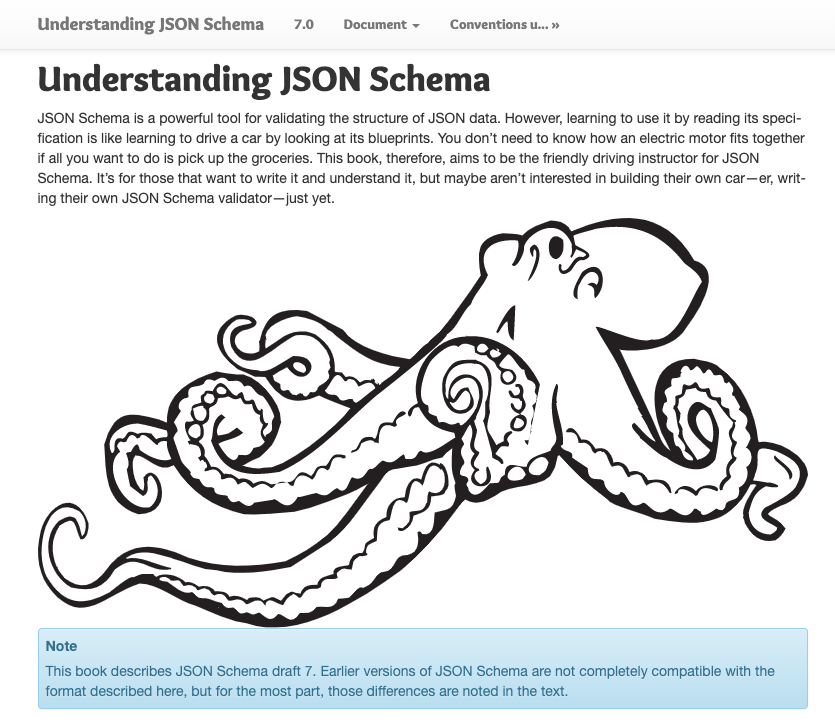 Understanding JSON Schema 7.0 Document Conventions u... »
Understanding JSON Schema
JSON Schema is a powerful tool for validating the structure of JSON data. However, learning to use it by reading its speci-
fication is like learning to drive a car by looking at its blueprints. You don’t need to know how an electric motor fits together
if all you want to do is pick up the groceries. This book, therefore, aims to be the friendly driving instructor for JSON
Schema. It’s for those that want to write it and understand it, but maybe aren’t interested in building their own car—er, writ-
ing their own JSON Schema validator—just yet.
Note
This book describes JSON Schema draft 7. Earlier versions of JSON Schema are not completely compatible with the
format described here, but for the most part, those differences are noted in the text.